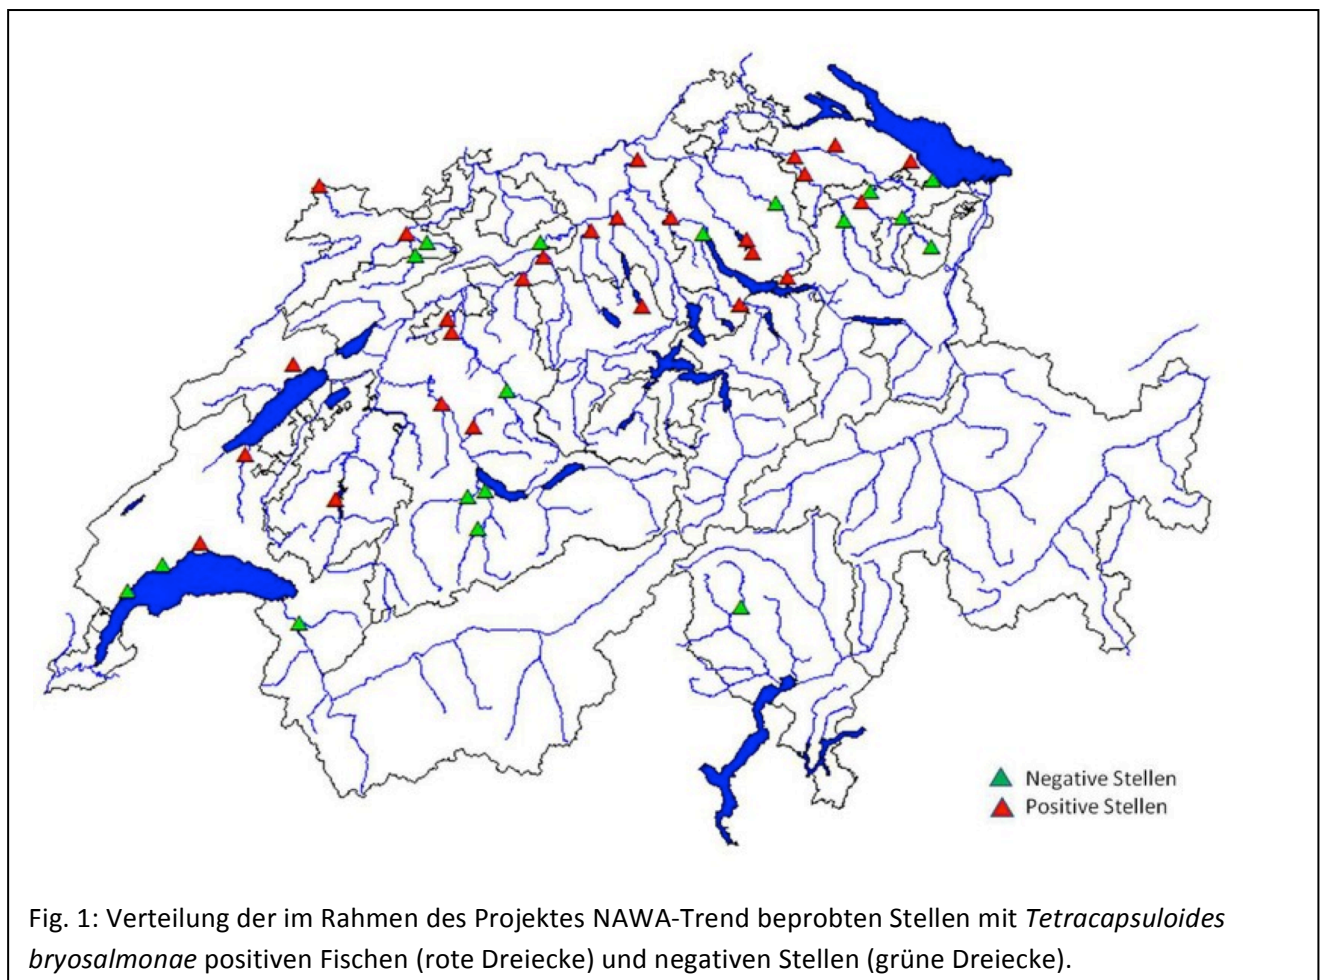 Negative Stellen
Positive Stellen
Fig. 1: Verteilung der im Rahmen des Projektes NAWA-Trend beprobten Stellen mit Tetracapsuloides
bryosalmonae positiven Fischen (rote Dreiecke) und negativen Stellen (grüne Dreiecke).